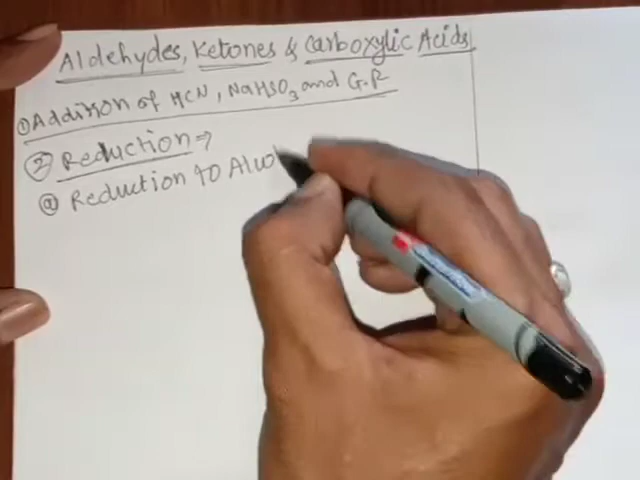 Aldehydes, Ketones & Carboxylic Acids
① Addition of HCN, NaHSO3 and G.R
② Reduction ⇒
ⓐ Reduction to Alco